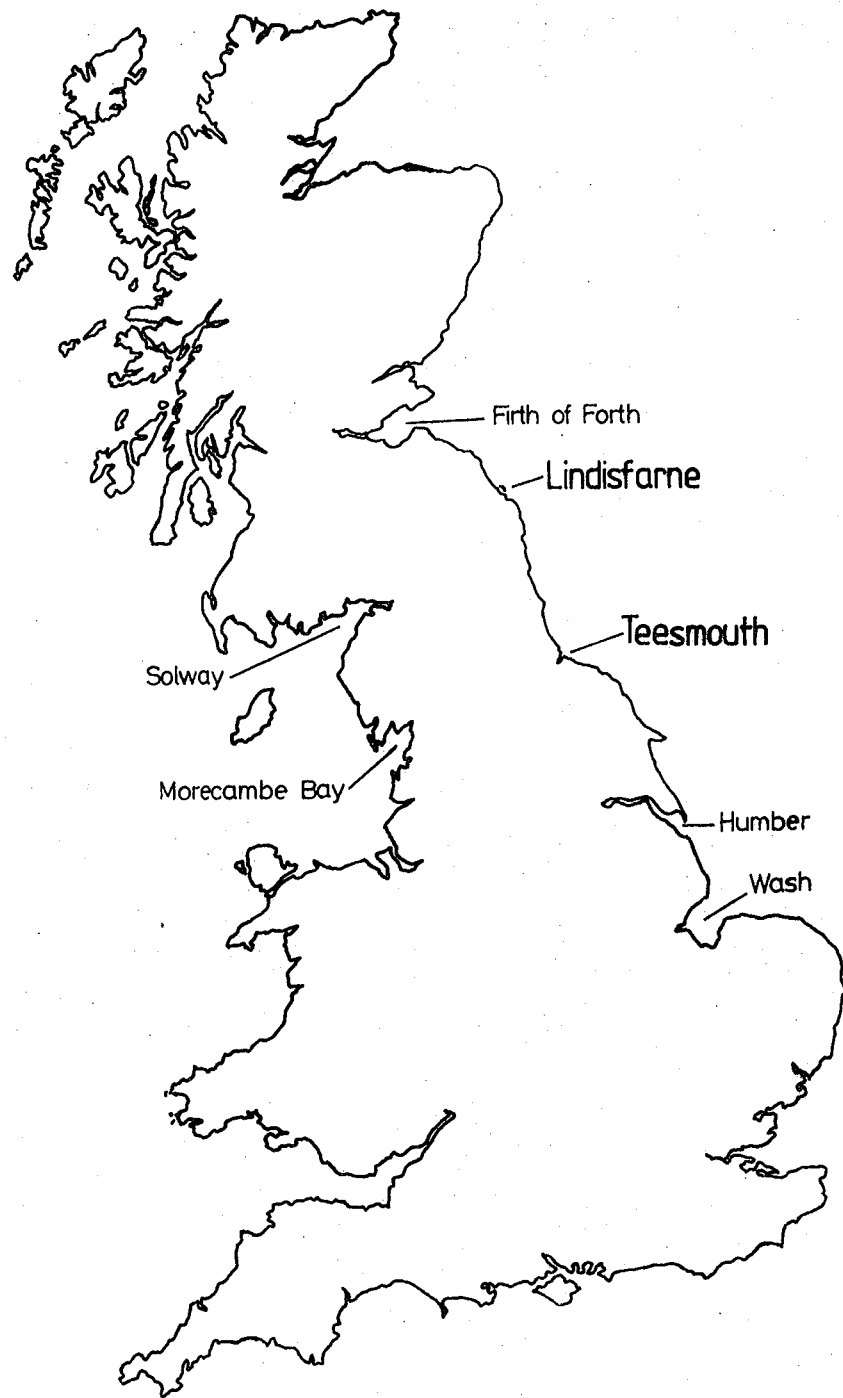 Firth of Forth
Lindisfarne
Teesmouth
Solway
Morecambe Bay
Humber
Wash